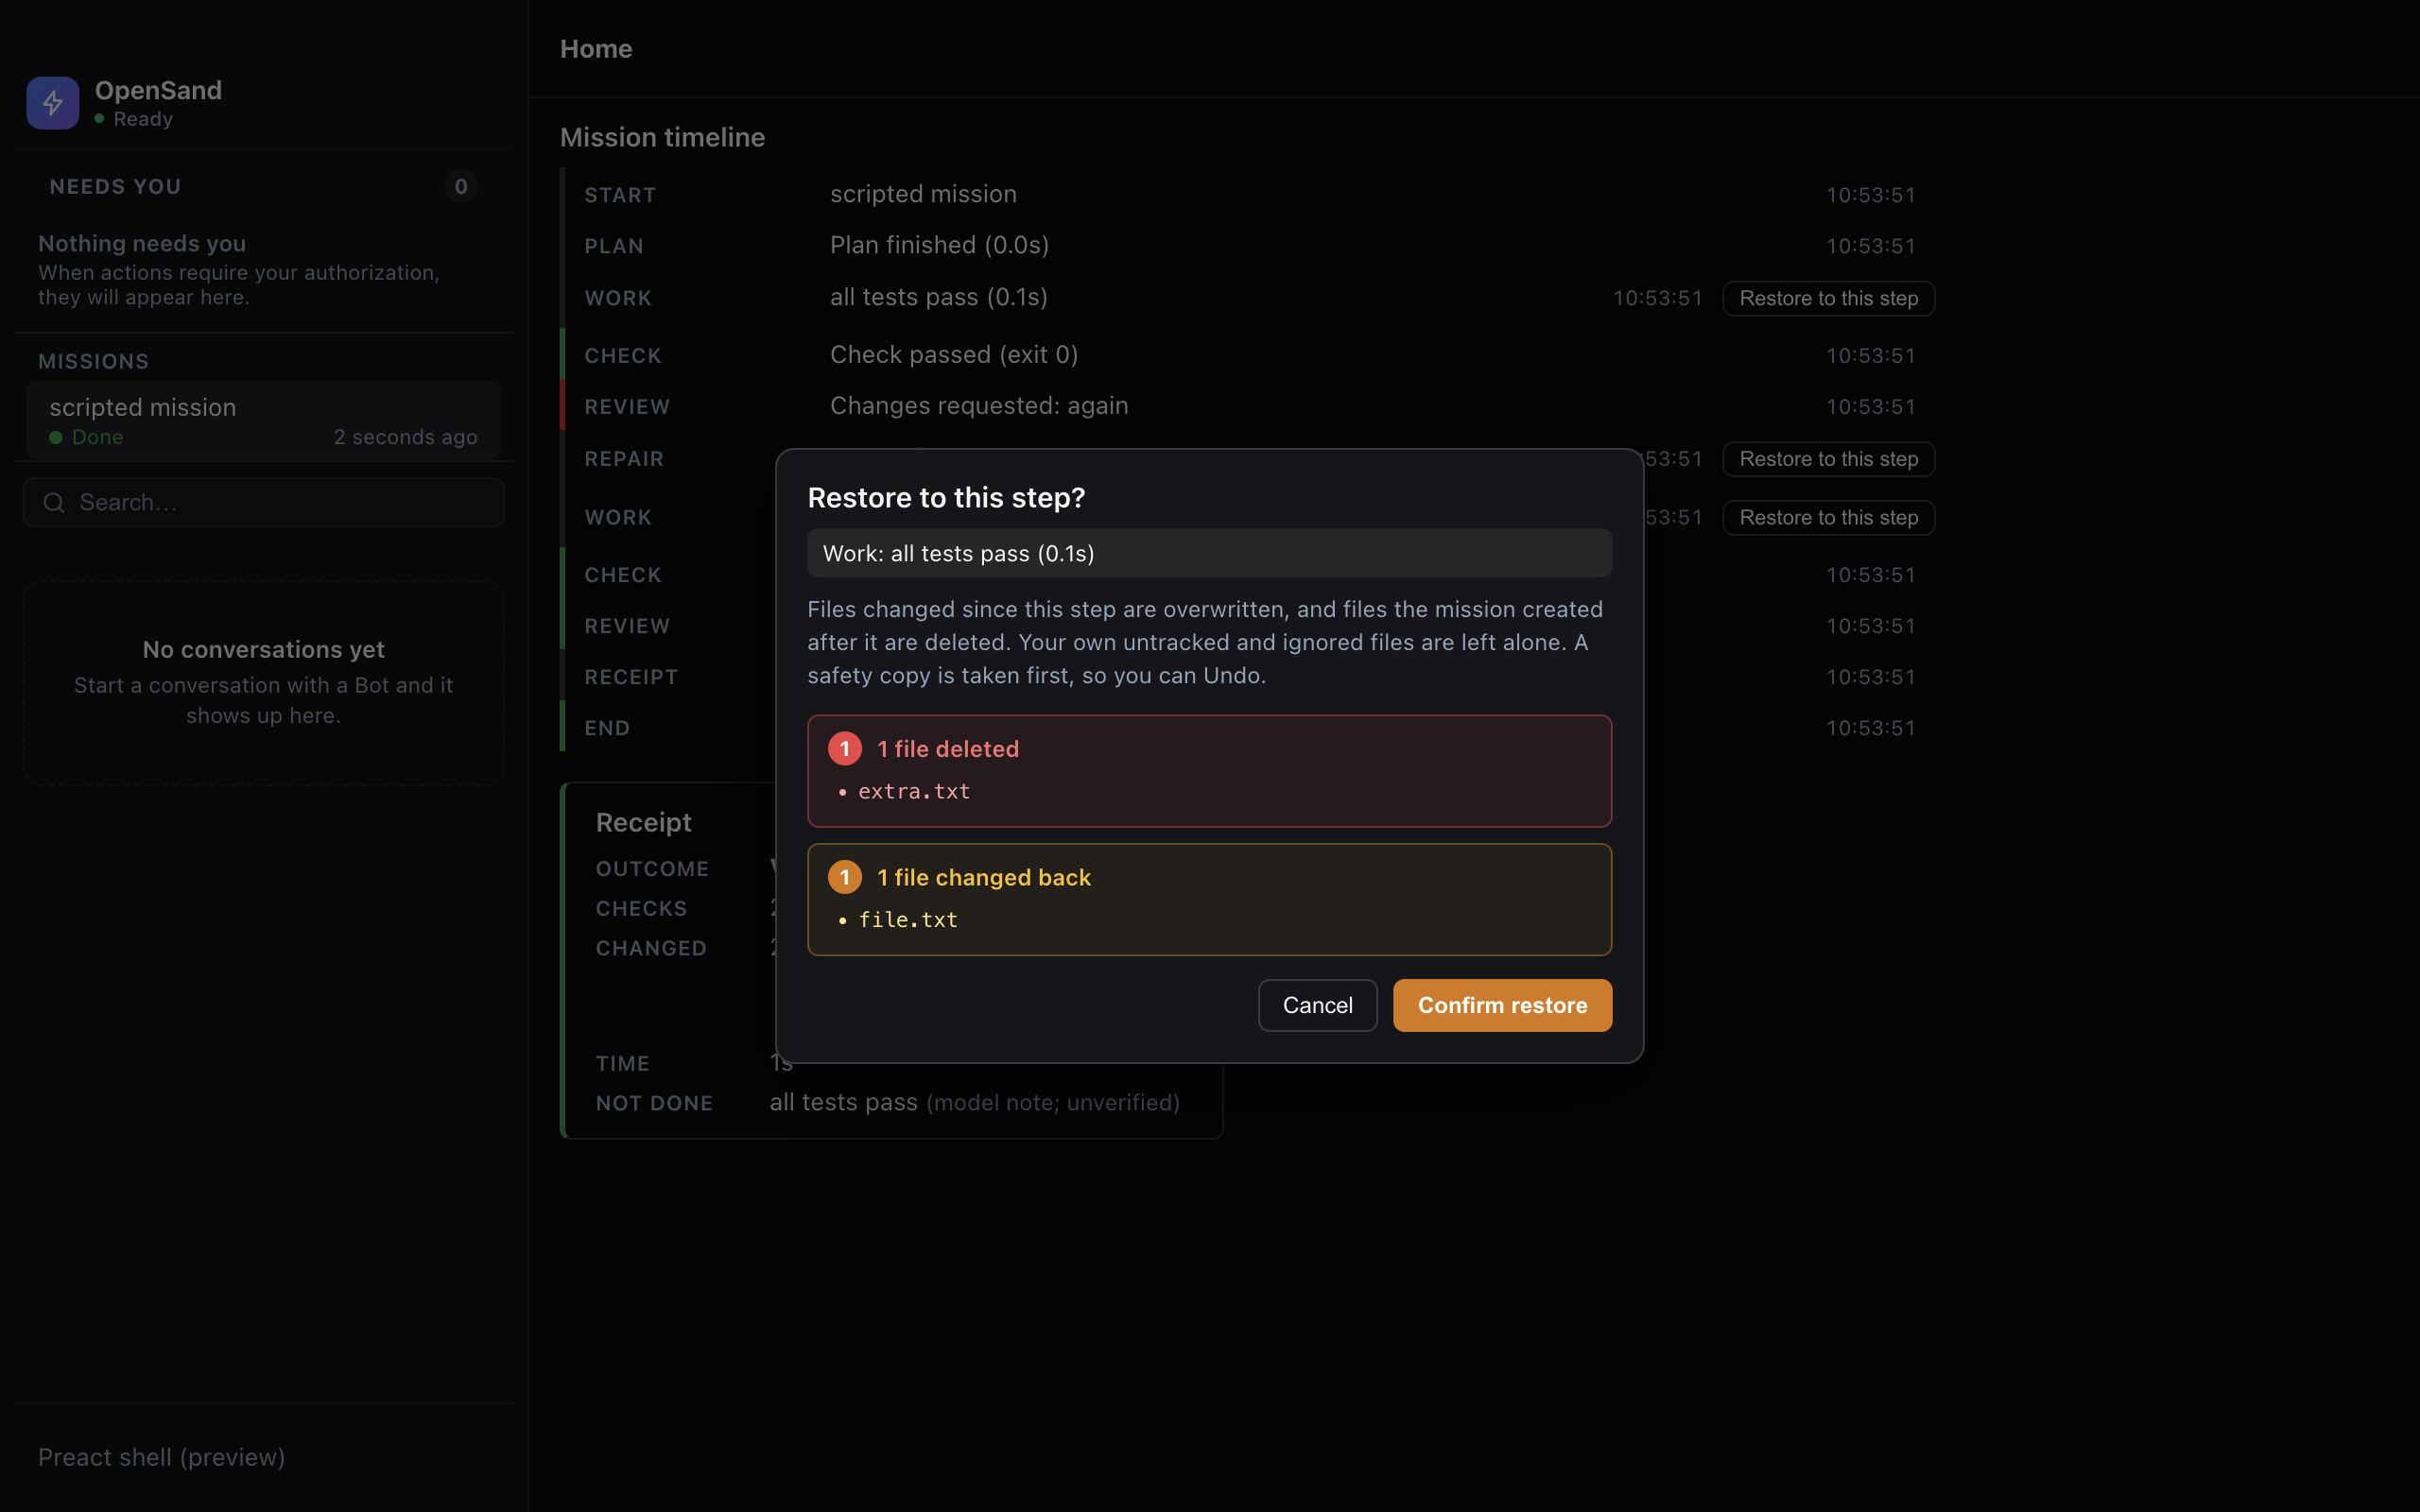 OpenSand
Ready
NEEDS YOU 0
Nothing needs you
When actions require your authorization,
they will appear here.
MISSIONS
scripted mission
Done 2 seconds ago
Search...
No conversations yet
Start a conversation with a Bot and it
shows up here.
Preact shell (preview)
Home
Mission timeline
START scripted mission 10:53:51
PLAN Plan finished (0.0s) 10:53:51
WORK all tests pass (0.1s) 10:53:51 Restore to this step
CHECK Check passed (exit 0) 10:53:51
REVIEW Changes requested: again 10:53:51
REPAIR 53:51 Restore to this step
WORK 53:51 Restore to this step
CHECK 10:53:51
REVIEW 10:53:51
RECEIPT 10:53:51
END 10:53:51
Restore to this step?
Work: all tests pass (0.1s)
Files changed since this step are overwritten, and files the mission created
after it are deleted. Your own untracked and ignored files are left alone. A
safety copy is taken first, so you can Undo.
1 1 file deleted
• extra.txt
1 1 file changed back
• file.txt
Cancel Confirm restore
Receipt
OUTCOME
CHECKS
CHANGED
TIME 1s
NOT DONE all tests pass (model note; unverified)